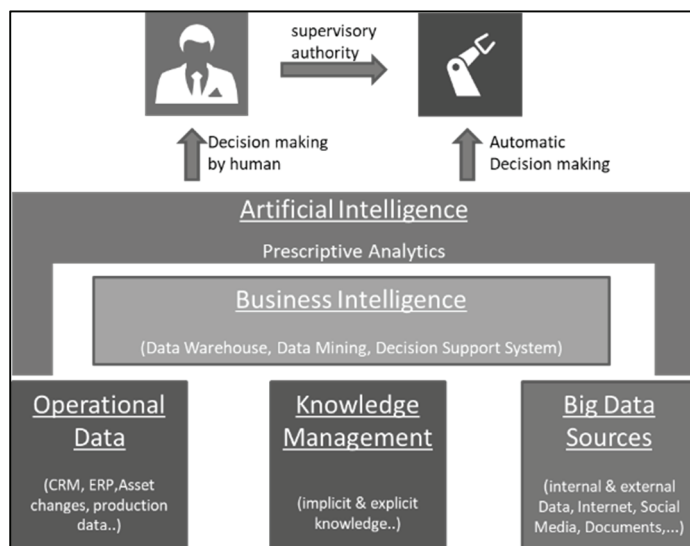 supervisory
authority
Decision making
by human
Automatic
Decision making
Artificial Intelligence
Prescriptive Analytics
Business Intelligence
(Data Warehouse, Data Mining, Decision Support System)
Operational
Data
(CRM, ERP,Asset
changes, production
data..)
Knowledge
Management
(implicit & explicit
knowledge..)
Big Data
Sources
(internal & external
Data, Internet, Social
Media, Documents,...)